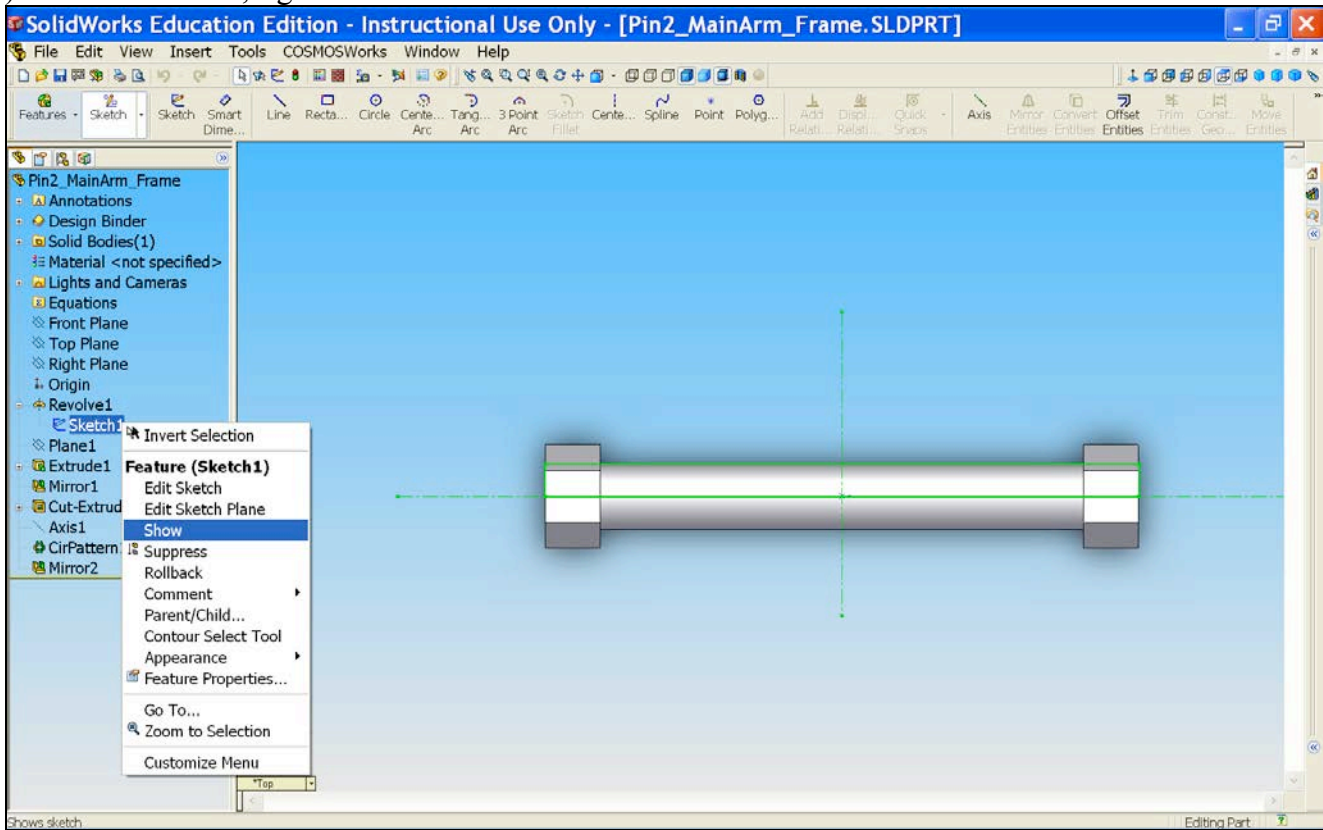 SolidWorks Education Edition - Instructional Use Only - [Pin2_MainArm_Frame.SLDPRT]
File Edit View Insert Tools COSMOSWorks Window Help
Features Sketch Sketch Smart Dime... Line Recta... Circle Cente... Arc Tang... Arc 3 Point Arc Sketch Fillet Cente... Spline Point Polyg... Add Relati... Displ... Relati... Quick Snaps Axis Mirror Entities Convert Entities Offset Entities Trim Entities Const... Geo... Move Entities
Pin2_MainArm_Frame
Annotations
Design Binder
Solid Bodies(1)
Material <not specified>
Lights and Cameras
Equations
Front Plane
Top Plane
Right Plane
Origin
Revolve1
Sketch1
Plane1
Extrude1
Mirror1
Cut-Extrud
Axis1
CirPattern
Mirror2
Invert Selection
Feature (Sketch1)
Edit Sketch
Edit Sketch Plane
Show
Suppress
Rollback
Comment
Parent/Child...
Contour Select Tool
Appearance
Feature Properties...
Go To...
Zoom to Selection
Customize Menu
*Top
Shows sketch
Editing Part